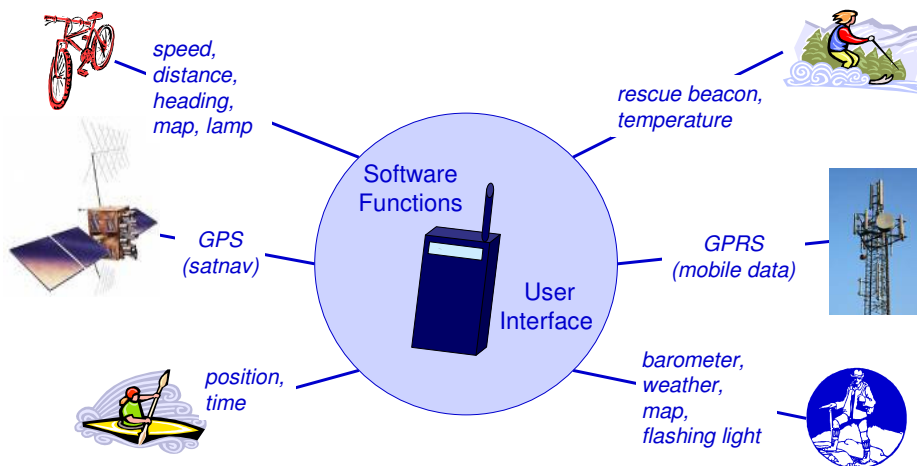 speed,
distance,
heading,
map, lamp
rescue beacon,
temperature
Software
Functions
GPS
(satnav)
GPRS
(mobile data)
User
Interface
position,
time
barometer,
weather,
map,
flashing light